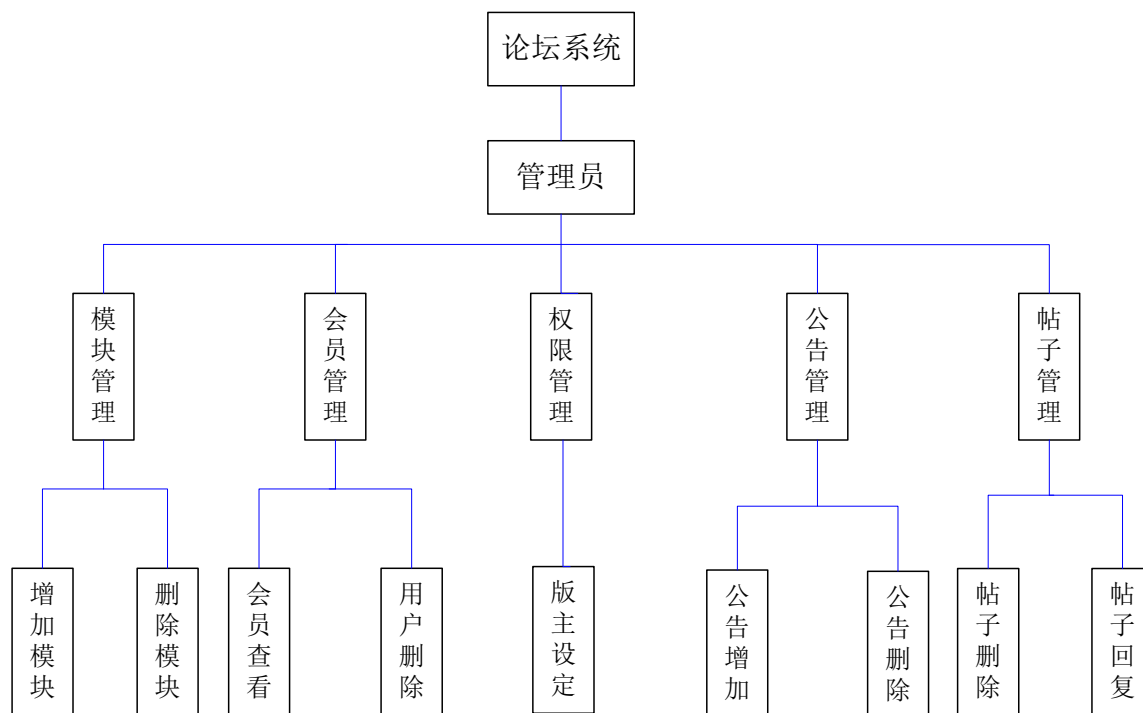 论坛系统
管理员
模块管理
会员管理
权限管理
公告管理
帖子管理
增加模块
删除模块
会员查看
用户删除
版主设定
公告增加
公告删除
帖子删除
帖子回复